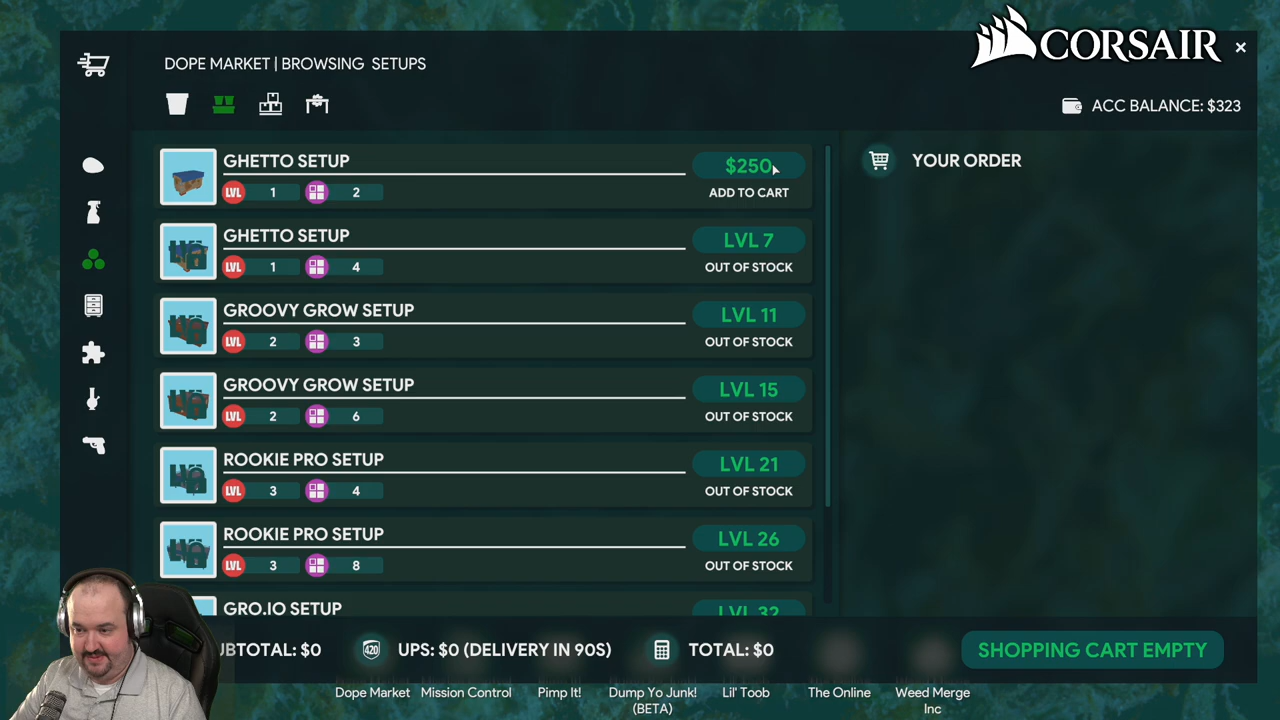 CORSAIR
DOPE MARKET | BROWSING SETUPS
ACC BALANCE: $323
GHETTO SETUP
LVL 1 2
$250
ADD TO CART
GHETTO SETUP
LVL 1 4
LVL 7
OUT OF STOCK
GROOVY GROW SETUP
LVL 2 3
LVL 11
OUT OF STOCK
GROOVY GROW SETUP
LVL 2 6
LVL 15
OUT OF STOCK
ROOKIE PRO SETUP
LVL 3 4
LVL 21
OUT OF STOCK
ROOKIE PRO SETUP
LVL 3 8
LVL 26
OUT OF STOCK
GRO.IO SETUP
LVL 32
YOUR ORDER
UBTOTAL: $0
420
UPS: $0 (DELIVERY IN 90S)
TOTAL: $0
SHOPPING CART EMPTY
Dope Market
Mission Control
Pimp It!
Dump Yo Junk!
(BETA)
Lil' Toob
The Online
Weed Merge
Inc